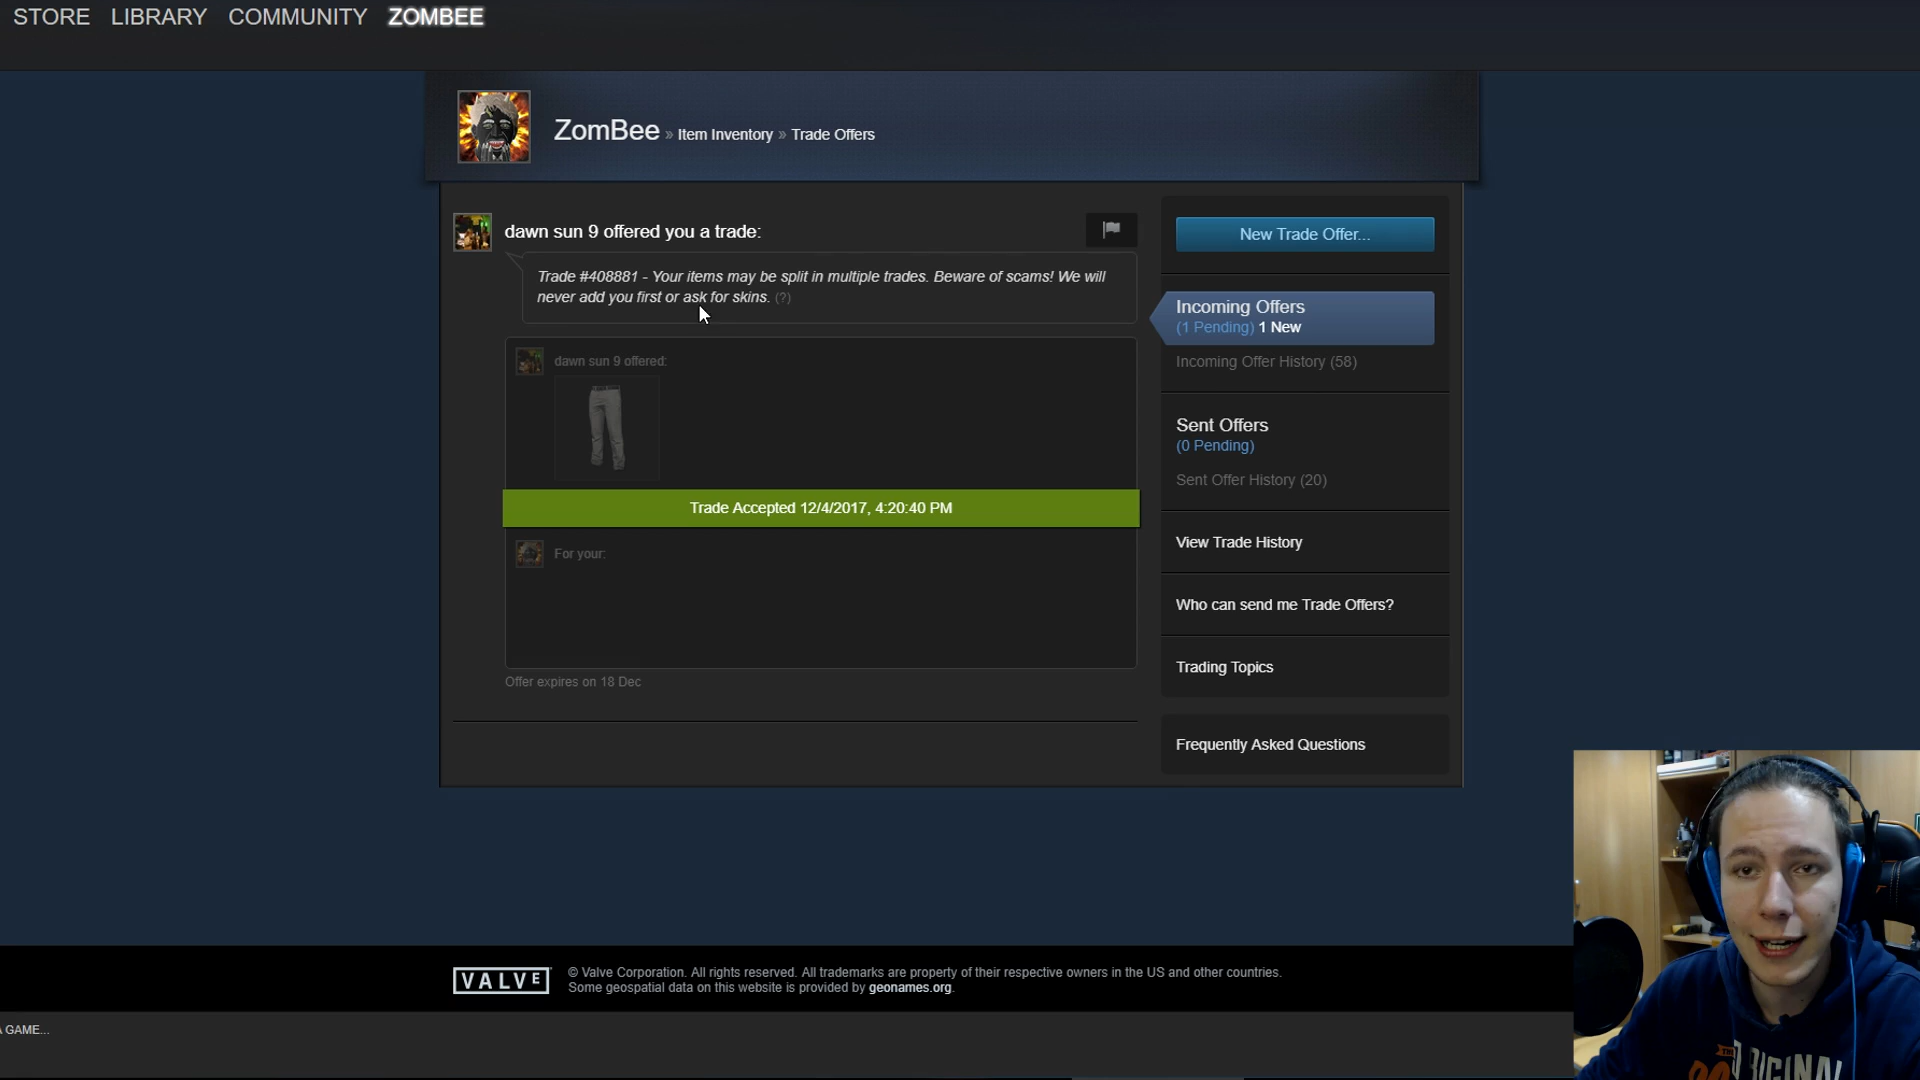 STORE LIBRARY COMMUNITY ZOMBEE
ZomBee » Item Inventory » Trade Offers
dawn sun 9 offered you a trade:
Trade #408881 - Your items may be split in multiple trades. Beware of scams! We will
never add you first or ask for skins. (?)
dawn sun 9 offered:
Trade Accepted 12/4/2017, 4:20:40 PM
For your:
Offer expires on 18 Dec
New Trade Offer...
Incoming Offers
(1 Pending) 1 New
Incoming Offer History (58)
Sent Offers
(0 Pending)
Sent Offer History (20)
View Trade History
Who can send me Trade Offers?
Trading Topics
Frequently Asked Questions
VALVE
© Valve Corporation. All rights reserved. All trademarks are property of their respective owners in the US and other countries.
Some geospatial data on this website is provided by geonames.org.
A GAME...